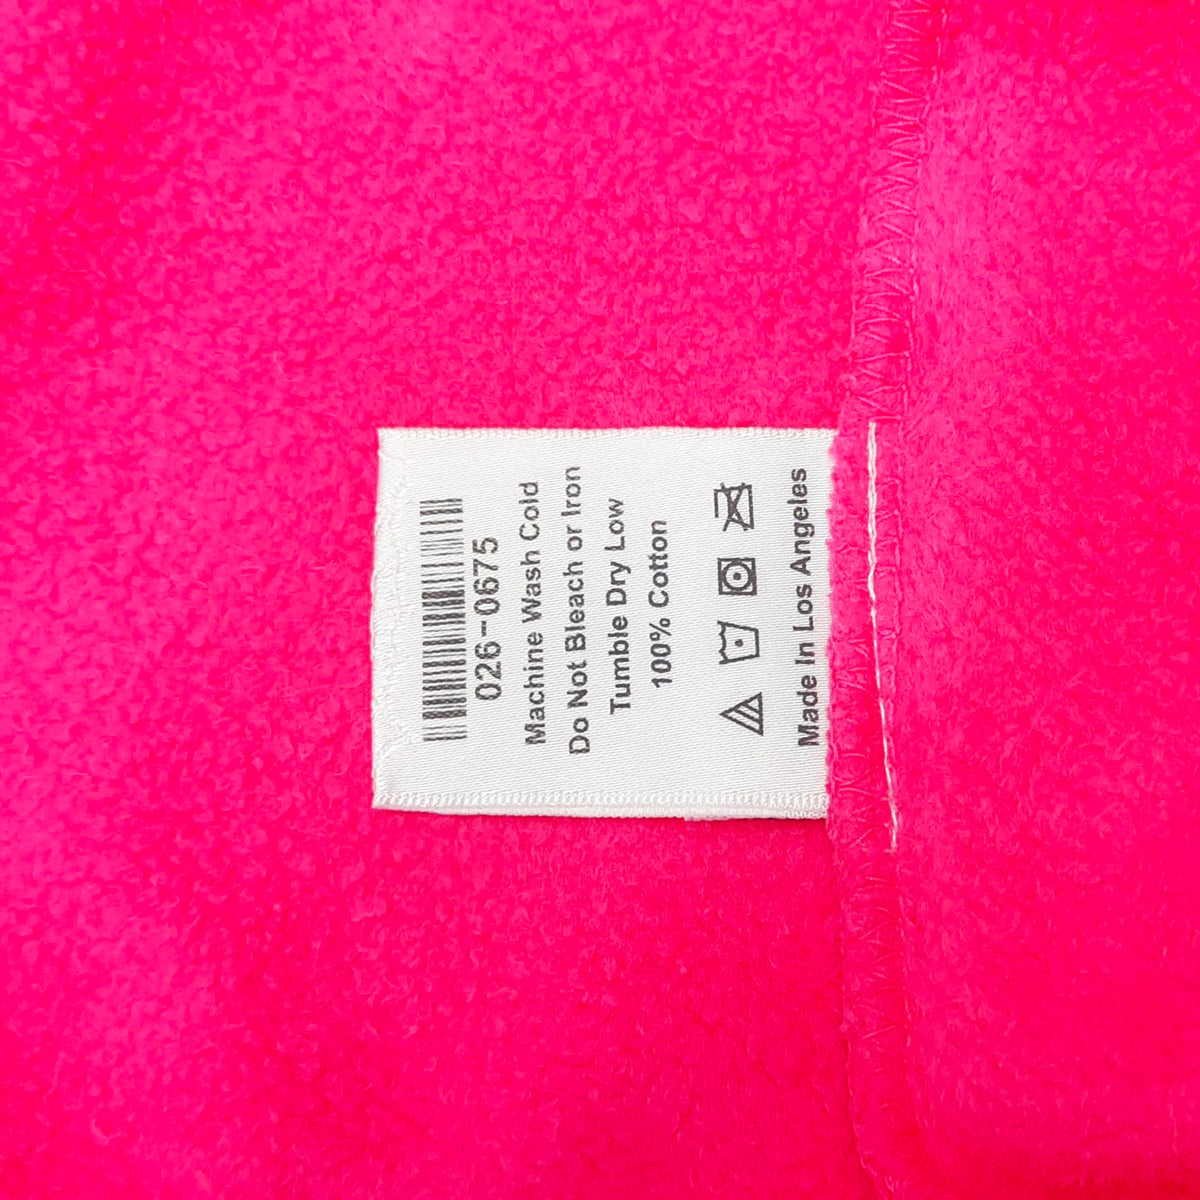 026-0675
Machine Wash Cold
Do Not Bleach or Iron
Tumble Dry Low
100% Cotton
Made In Los Angeles